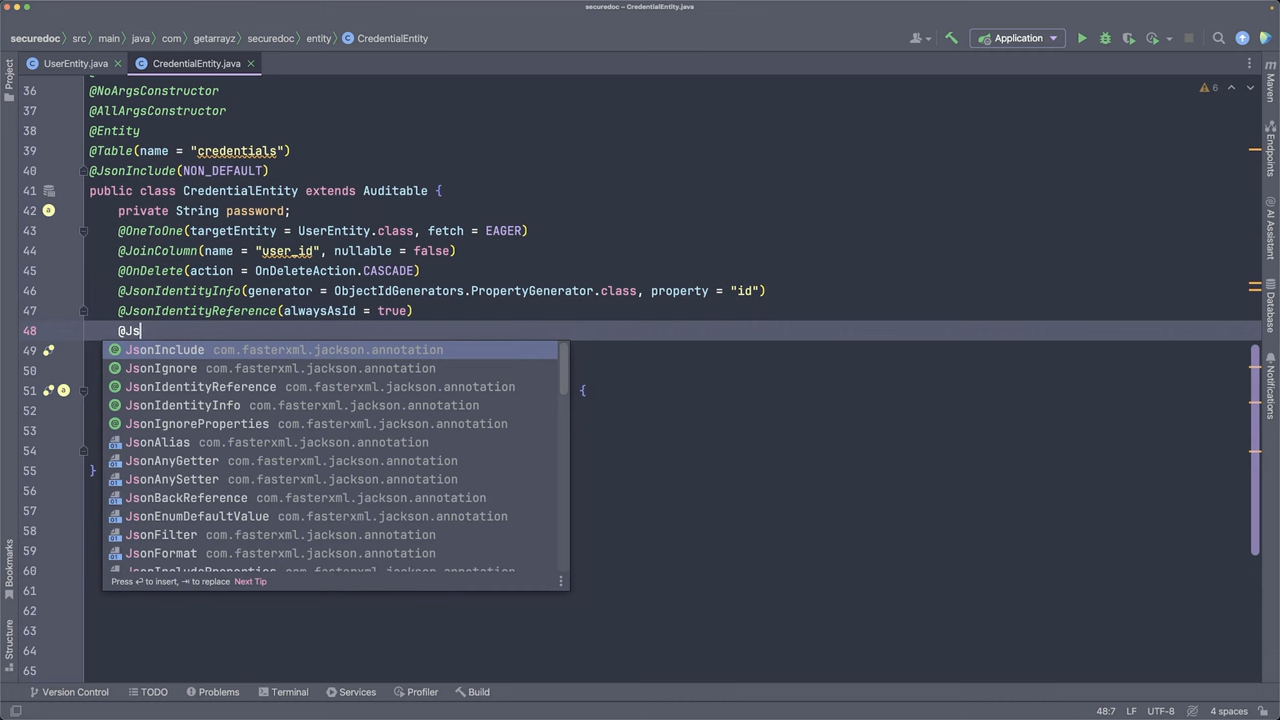 securedoc – CredentialEntity.java
securedoc src main java com getarrayz securedoc entity CredentialEntity Application
UserEntity.java CredentialEntity.java
Project
36 @NoArgsConstructor
37 @AllArgsConstructor
38 @Entity
39 @Table(name = "credentials")
40 @JsonInclude(NON_DEFAULT)
41 public class CredentialEntity extends Auditable {
42 private String password;
43 @OneToOne(targetEntity = UserEntity.class, fetch = EAGER)
44 @JoinColumn(name = "user_id", nullable = false)
45 @OnDelete(action = OnDeleteAction.CASCADE)
46 @JsonIdentityInfo(generator = ObjectIdGenerators.PropertyGenerator.class, property = "id")
47 @JsonIdentityReference(alwaysAsId = true)
48 @Js
49
50
51 {
52
53
54
55 }
56
57
58
59
60
61
62
63
64
65
JsonInclude com.fasterxml.jackson.annotation
JsonIgnore com.fasterxml.jackson.annotation
JsonIdentityReference com.fasterxml.jackson.annotation
JsonIdentityInfo com.fasterxml.jackson.annotation
JsonIgnoreProperties com.fasterxml.jackson.annotation
JsonAlias com.fasterxml.jackson.annotation
JsonAnyGetter com.fasterxml.jackson.annotation
JsonAnySetter com.fasterxml.jackson.annotation
JsonBackReference com.fasterxml.jackson.annotation
JsonEnumDefaultValue com.fasterxml.jackson.annotation
JsonFilter com.fasterxml.jackson.annotation
JsonFormat com.fasterxml.jackson.annotation
Press ⏎ to insert, ⇥ to replace Next Tip
6
Maven
Endpoints
AI Assistant
Database
Notifications
Bookmarks
Structure
Version Control TODO Problems Terminal Services Profiler Build
48:7 LF UTF-8 4 spaces